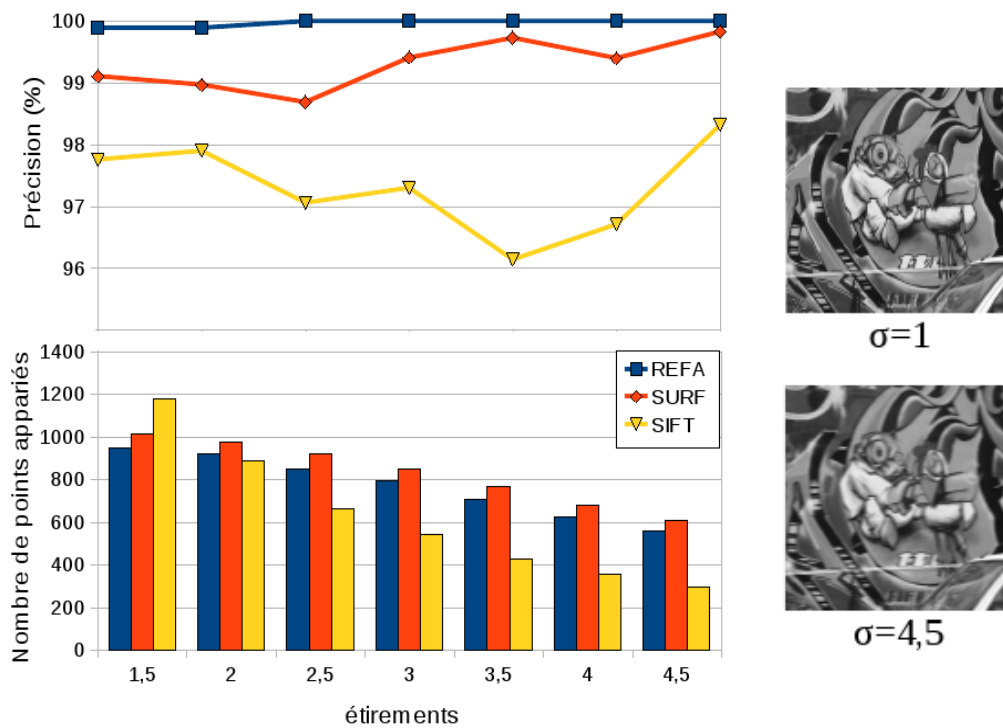 Précision (%)
100
99
98
97
96
Nombre de points appariés
1400
1200
1000
800
600
400
200
0
REFA
SURF
SIFT
1,5
2
2,5
3
3,5
4
4,5
étirements
σ=1
σ=4,5